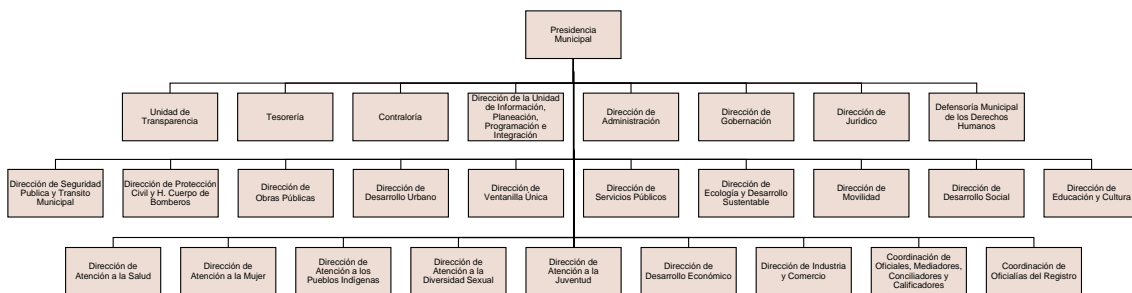 Presidencia
Municipal
Unidad de
Transparencia
Tesorería
Contraloría
Dirección de la Unidad
de Información,
Planeación,
Programación e
Integración
Dirección de
Administración
Dirección de
Gobernación
Dirección de
Jurídico
Defensoría Municipal
de los Derechos
Humanos
Dirección de Seguridad
Publica y Transito
Municipal
Dirección de Protección
Civil y H. Cuerpo de
Bomberos
Dirección de
Obras Públicas
Dirección de
Desarrollo Urbano
Dirección de
Ventanilla Única
Dirección de
Servicios Públicos
Dirección de
Ecología y Desarrollo
Sustentable
Dirección de
Movilidad
Dirección de
Desarrollo Social
Dirección de
Educación y Cultura
Dirección de
Atención a la Salud
Dirección de
Atención a la Mujer
Dirección de
Atención a los
Pueblos Indígenas
Dirección de
Atención a la
Diversidad Sexual
Dirección de
Atención a la
Juventud
Dirección de
Desarrollo Económico
Dirección de Industria
y Comercio
Coordinación de
Oficiales, Mediadores,
Conciliadores y
Calificadores
Coordinación de
Oficialías del Registro